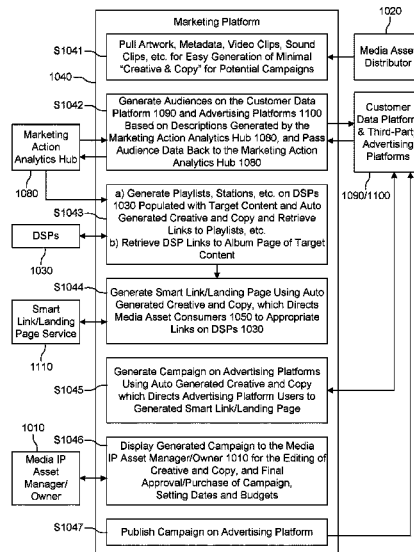 Marketing Platform
1020
S1041
Pull Artwork, Metadata, Video Clips, Sound
Clips, etc. for Easy Generation of Minimal
“Creative & Copy” for Potential Campaigns
Media Asset
Distributor
1040
S1042
Generate Audiences on the Customer Data
Platform 1090 and Advertising Platforms 1100
Based on Descriptions Generated by the
Marketing Action Analytics Hub 1080, and Pass
Audience Data Back to the Marketing Action
Analytics Hub 1080
Customer
Data Platform
& Third-Party
Advertising
Platforms
1090/1100
Marketing
Action
Analytics Hub
1080
S1043
a) Generate Playlists, Stations, etc. on DSPs
1030 Populated with Target Content and Auto
Generated Creative and Copy and Retrieve
Links to Playlists, etc.
b) Retrieve DSP Links to Album Page of Target
Content
DSPs
1030
S1044
Generate Smart Link/Landing Page Using Auto
Generated Creative and Copy, which Directs
Media Asset Consumers 1050 to Appropriate
Links on DSPs 1030
Smart
Link/Landing
Page Service
1110
S1045
Generate Campaign on Advertising Platforms
Using Auto Generated Creative and Copy
which Directs Advertising Platform Users to
Generated Smart Link/Landing Page
S1046
1010
Media IP
Asset
Manager/
Owner
Display Generated Campaign to the Media
IP Asset Manager/Owner 1010 for the Editing of
Creative and Copy, and Final
Approval/Purchase of Campaign,
Setting Dates and Budgets
S1047
Publish Campaign on Advertising Platform